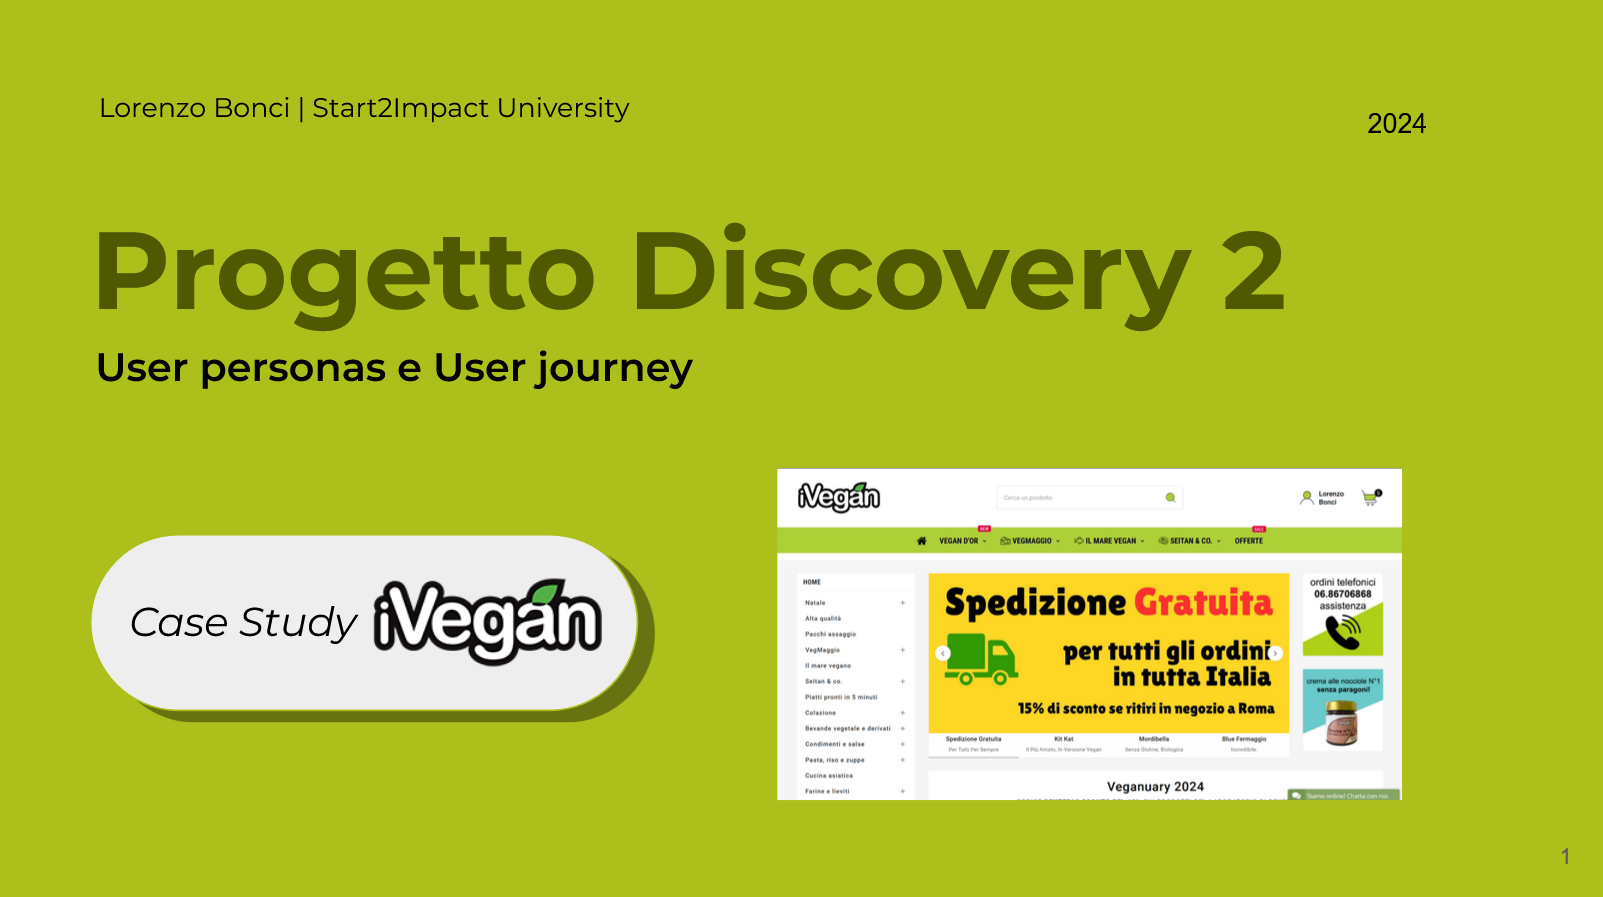 Lorenzo Bonci | Start2Impact University
2024
Progetto Discovery 2
User personas e User journey
Case Study iVegan
iVegan
Cerca un prodotto
Lorenzo
Bonci
NEW
SALE
VEGAN D'OR
VEGMAGGIO
IL MARE VEGAN
SEITAN & CO.
OFFERTE
HOME
Natale +
Alta qualità
Pacchi assaggio
VegMaggio +
Il mare vegano
Seitan & co. +
Piatti pronti in 5 minuti
Colazione +
Bevande vegetale e derivati +
Condimenti e salse +
Pasta, riso e zuppe +
Cucina asiatica
Farine e lieviti +
Spedizione Gratuita
per tutti gli ordini
in tutta Italia
15% di sconto se ritiri in negozio a Roma
Spedizione Gratuita
Per Tutti Per Sempre
Kit Kat
Il Più Amato, In Versione Vegan
Mordibella
Senza Glutine, Biologica
Blue Fermaggio
Incredibile.
Veganuary 2024
ordini telefonici
06.86706868
assistenza
crema alle nocciole N°1
senza paragoni!
Siamo online! Chatta con noi.
1